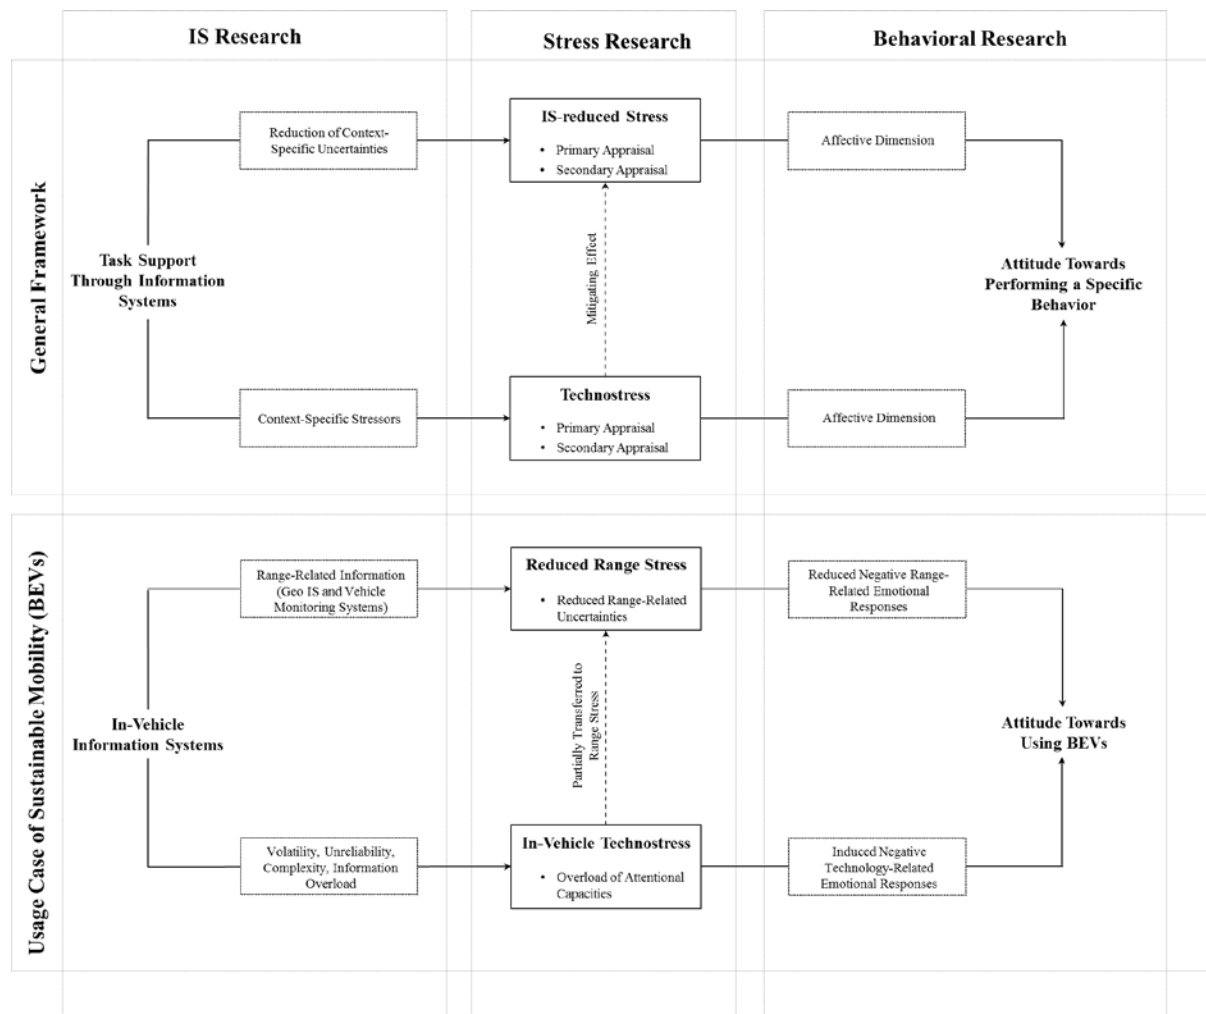 IS Research
Stress Research
Behavioral Research
General Framework
Reduction of Context-
Specific Uncertainties
IS-reduced Stress
• Primary Appraisal
• Secondary Appraisal
Affective Dimension
Task Support
Through Information
Systems
Mitigating Effect
Attitude Towards
Performing a Specific
Behavior
Context-Specific Stressors
Technostress
• Primary Appraisal
• Secondary Appraisal
Affective Dimension
Usage Case of Sustainable Mobility (BEVs)
Range-Related Information
(Geo IS and Vehicle
Monitoring Systems)
Reduced Range Stress
• Reduced Range-Related
Uncertainties
Reduced Negative Range-
Related Emotional
Responses
In-Vehicle
Information Systems
Partially Transferred to
Range Stress
Attitude Towards
Using BEVs
Volatility, Unreliability,
Complexity, Information
Overload
In-Vehicle Technostress
• Overload of Attentional
Capacities
Induced Negative
Technology-Related
Emotional Responses